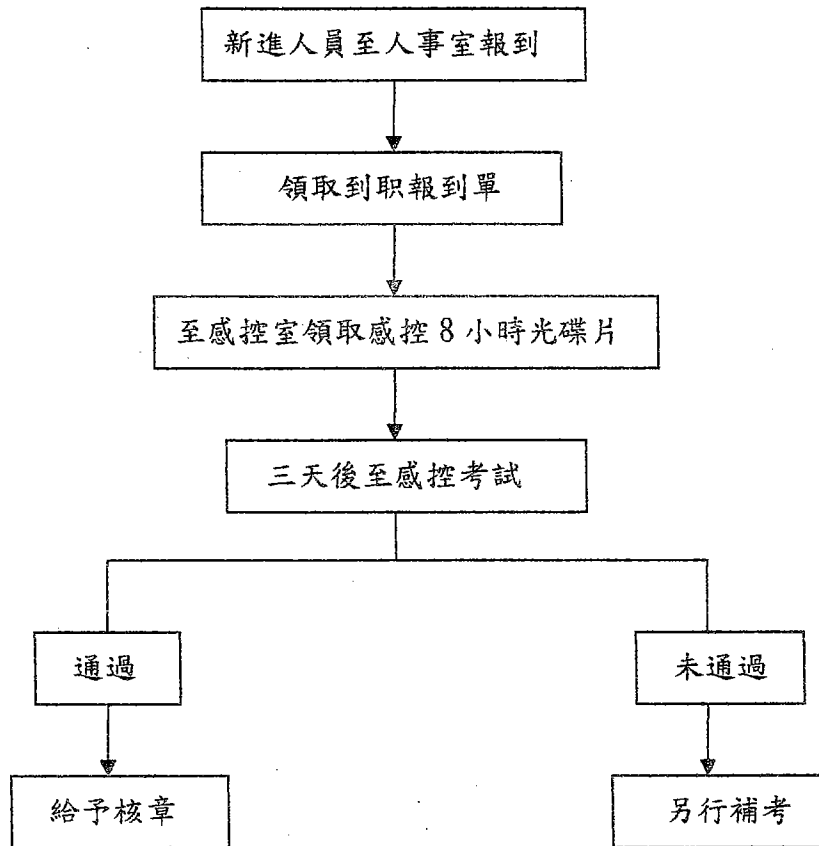 新進人員至人事室報到
領取到职報到單
至感控室領取感控8小時光碟片
三天後至感控考試
通過
未通過
給予核章
另行補考